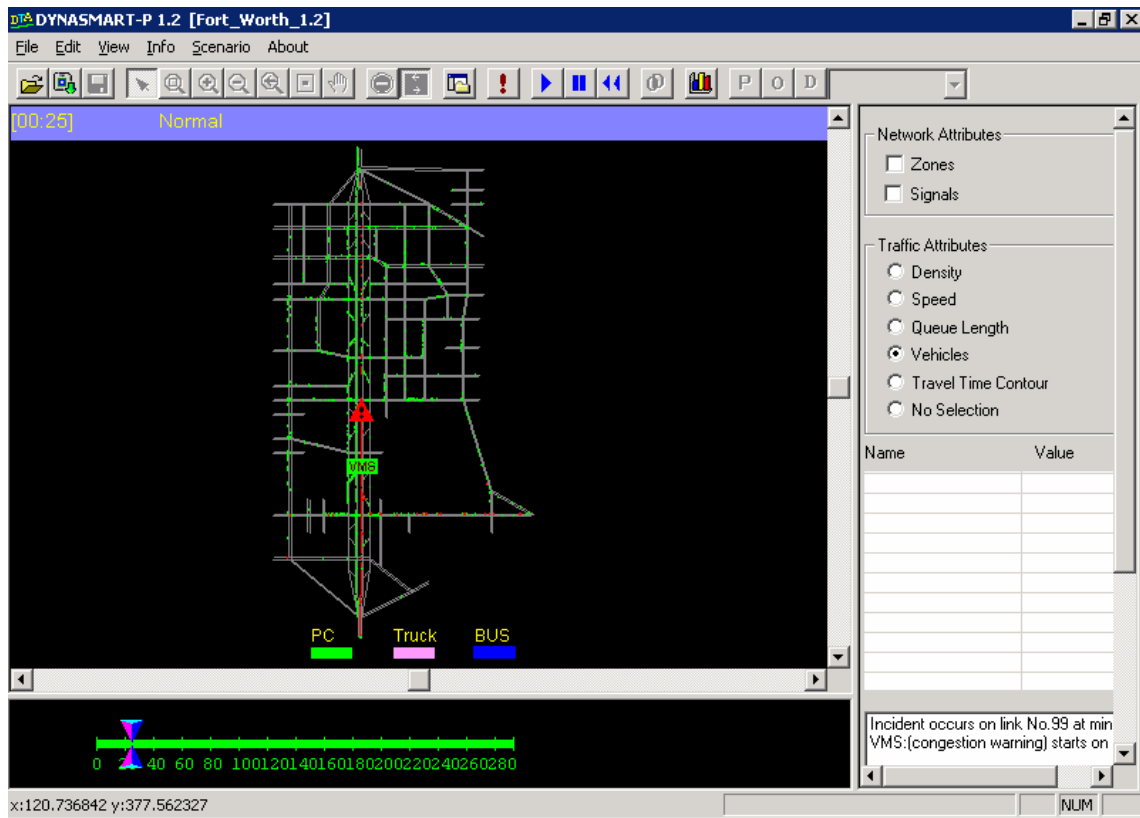 DYNASMART-P 1.2 [Fort_Worth_1.2]
File Edit View Info Scenario About
P O D
[00:25] Normal
VMS
PC Truck BUS
0 40 60 80 100120140160180200220240260280
Network Attributes
Zones
Signals
Traffic Attributes
Density
Speed
Queue Length
Vehicles
Travel Time Contour
No Selection
Name Value
Incident occurs on link No.99 at min
VMS:(congestion warning) starts on
x:120.736842 y:377.562327
NUM